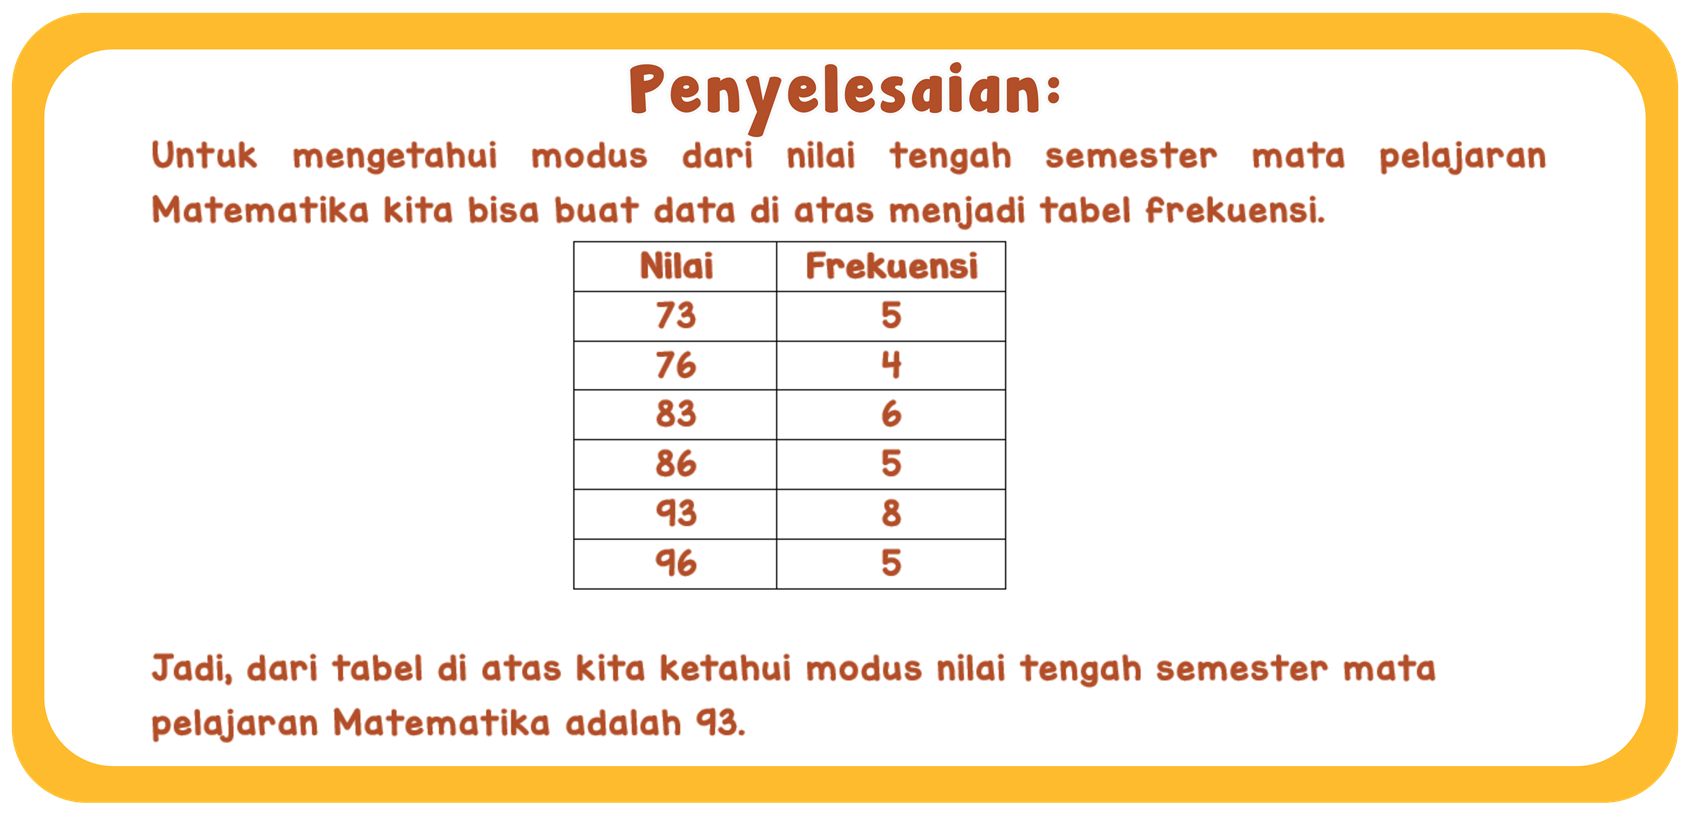 Penyelesaian:
Untuk mengetahui modus dari nilai tengah semester mata pelajaran
Matematika kita bisa buat data di atas menjadi tabel frekuensi.
Nilai Frekuensi
73 5
76 4
83 6
86 5
93 8
96 5
Jadi, dari tabel di atas kita ketahui modus nilai tengah semester mata
pelajaran Matematika adalah 93.